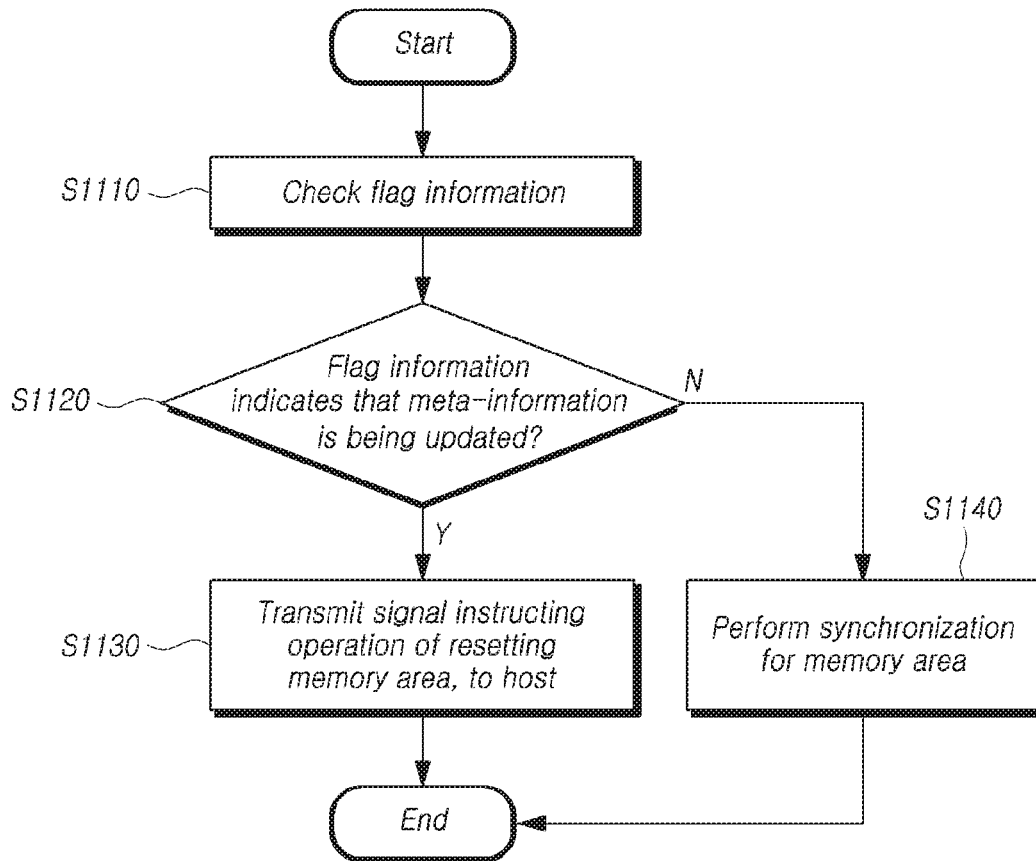 Start
S1110
Check flag information
S1120
Flag information
indicates that meta-information
is being updated?
N
Y
S1140
S1130
Transmit signal instructing
operation of resetting
memory area, to host
Perform synchronization
for memory area
End